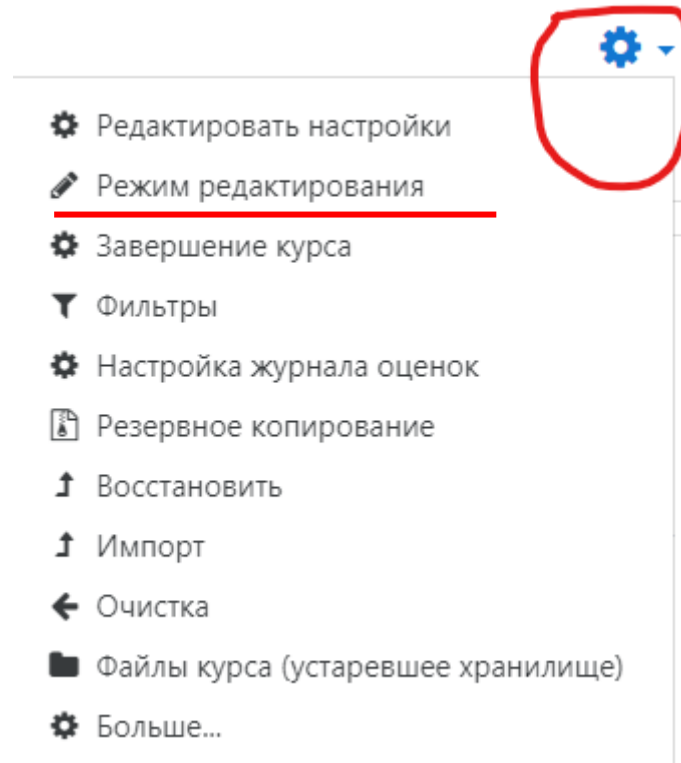 Редактировать настройки
Режим редактирования
Завершение курса
Фильтры
Настройка журнала оценок
Резервное копирование
Восстановить
Импорт
Очистка
Файлы курса (устаревшее хранилище)
Больше...